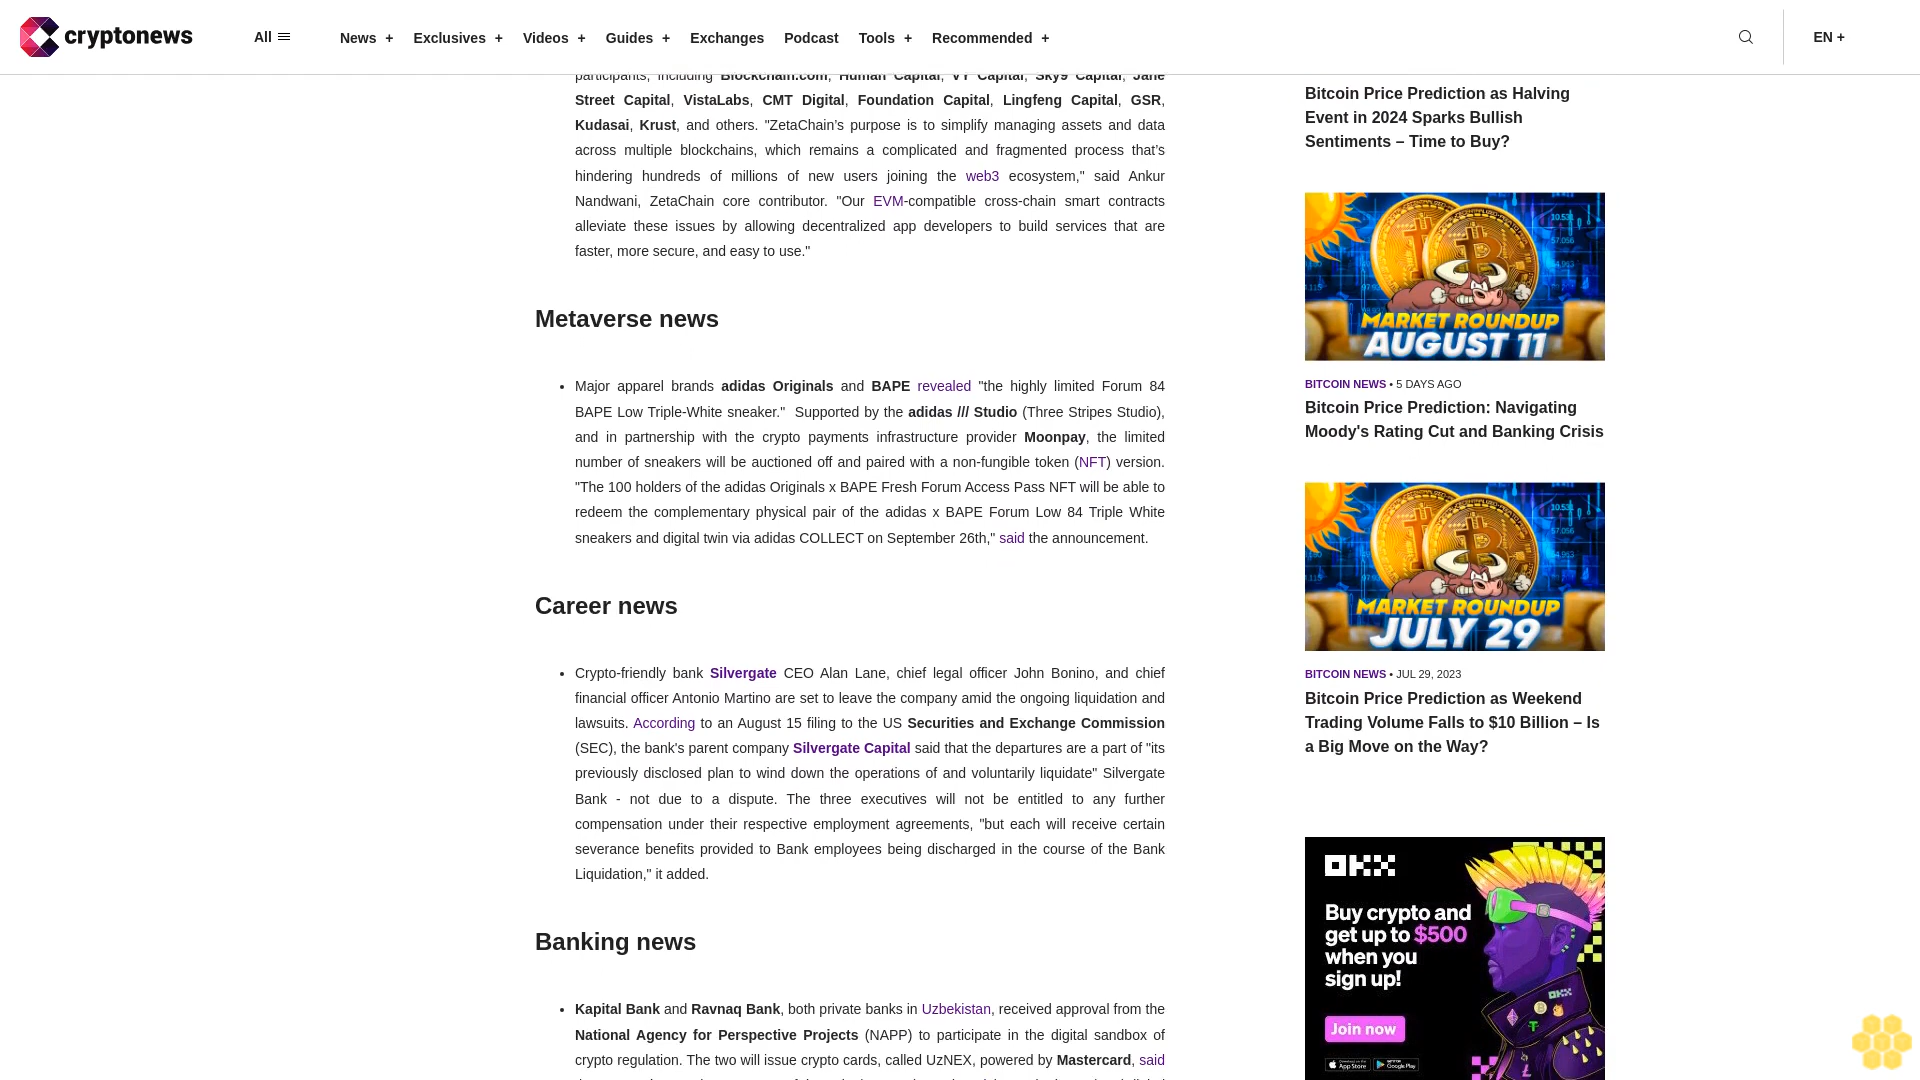 cryptonews
All
News +
Exclusives +
Videos +
Guides +
Exchanges
Podcast
Tools +
Recommended +
EN +
participants, including Blockchain.com, Human Capital, VY Capital, Sky9 Capital, Jane
Street Capital, VistaLabs, CMT Digital, Foundation Capital, Lingfeng Capital, GSR,
Kudasai, Krust, and others. "ZetaChain’s purpose is to simplify managing assets and data
across multiple blockchains, which remains a complicated and fragmented process that’s
hindering hundreds of millions of new users joining the web3 ecosystem," said Ankur
Nandwani, ZetaChain core contributor. "Our EVM-compatible cross-chain smart contracts
alleviate these issues by allowing decentralized app developers to build services that are
faster, more secure, and easy to use."
Metaverse news
• Major apparel brands adidas Originals and BAPE revealed "the highly limited Forum 84
BAPE Low Triple-White sneaker." Supported by the adidas /// Studio (Three Stripes Studio),
and in partnership with the crypto payments infrastructure provider Moonpay, the limited
number of sneakers will be auctioned off and paired with a non-fungible token (NFT) version.
"The 100 holders of the adidas Originals x BAPE Fresh Forum Access Pass NFT will be able to
redeem the complementary physical pair of the adidas x BAPE Forum Low 84 Triple White
sneakers and digital twin via adidas COLLECT on September 26th," said the announcement.
Career news
• Crypto-friendly bank Silvergate CEO Alan Lane, chief legal officer John Bonino, and chief
financial officer Antonio Martino are set to leave the company amid the ongoing liquidation and
lawsuits. According to an August 15 filing to the US Securities and Exchange Commission
(SEC), the bank's parent company Silvergate Capital said that the departures are a part of "its
previously disclosed plan to wind down the operations of and voluntarily liquidate" Silvergate
Bank - not due to a dispute. The three executives will not be entitled to any further
compensation under their respective employment agreements, "but each will receive certain
severance benefits provided to Bank employees being discharged in the course of the Bank
Liquidation," it added.
Banking news
• Kapital Bank and Ravnaq Bank, both private banks in Uzbekistan, received approval from the
National Agency for Perspective Projects (NAPP) to participate in the digital sandbox of
crypto regulation. The two will issue crypto cards, called UzNEX, powered by Mastercard, said
Bitcoin Price Prediction as Halving
Event in 2024 Sparks Bullish
Sentiments – Time to Buy?
MARKET ROUNDUP
AUGUST 11
BITCOIN NEWS • 5 DAYS AGO
Bitcoin Price Prediction: Navigating
Moody's Rating Cut and Banking Crisis
MARKET ROUNDUP
JULY 29
BITCOIN NEWS • JUL 29, 2023
Bitcoin Price Prediction as Weekend
Trading Volume Falls to $10 Billion – Is
a Big Move on the Way?
OKX
Buy crypto and
get up to $500
when you
sign up!
Join now
App Store
Google Play